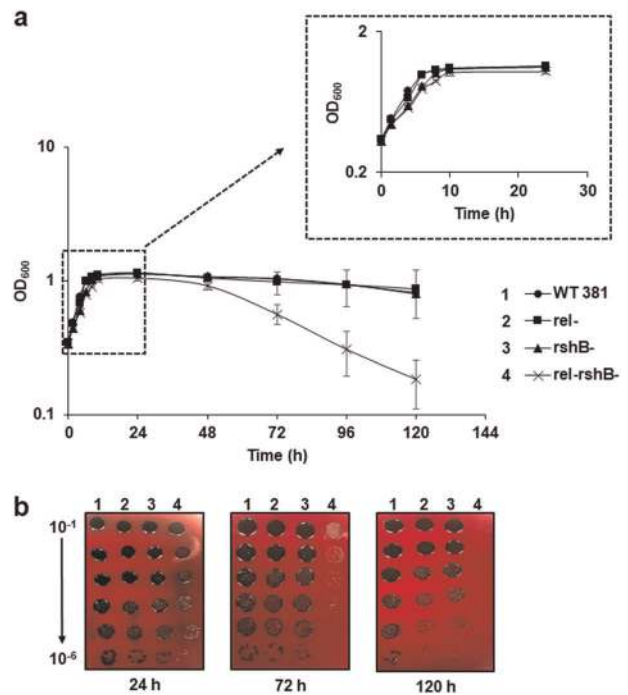 a
2
OD600
0.2
0 10 20 30
Time (h)
10
OD600
1
0.1
0 24 48 72 96 120 144
Time (h)
1 WT 381
2 rel-
3 rshB-
4 rel-rshB-
b
1 2 3 4 1 2 3 4 1 2 3 4
10-1
10-6
24 h 72 h 120 h